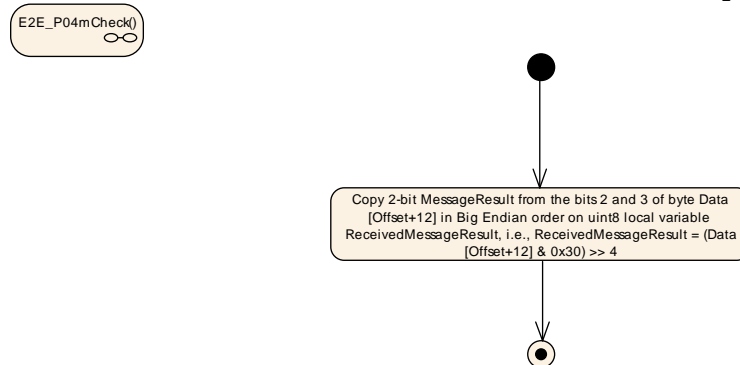 E2E_P04mCheck()
Copy 2-bit MessageResult from the bits 2 and 3 of byte Data
[Offset+12] in Big Endian order on uint8 local variable
ReceivedMessageResult, i.e., ReceivedMessageResult = (Data
[Offset+12] & 0x30) >> 4